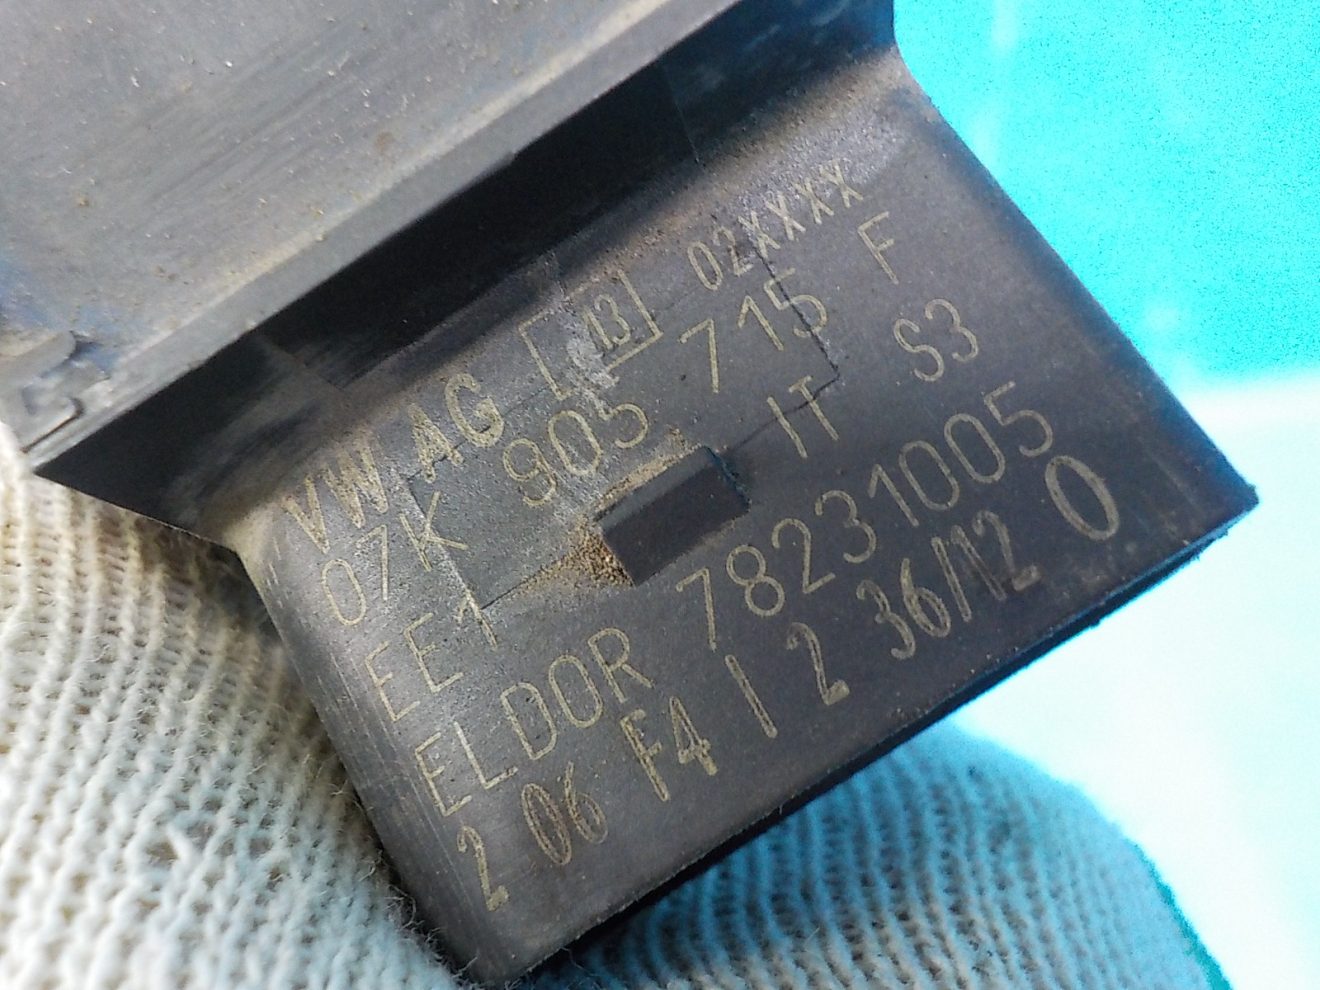 VW AG 13 02XXXX
07K 905 715 F
EE1 IT S3
ELDOR 78231005
2 06 F4 I 2 36/12 0